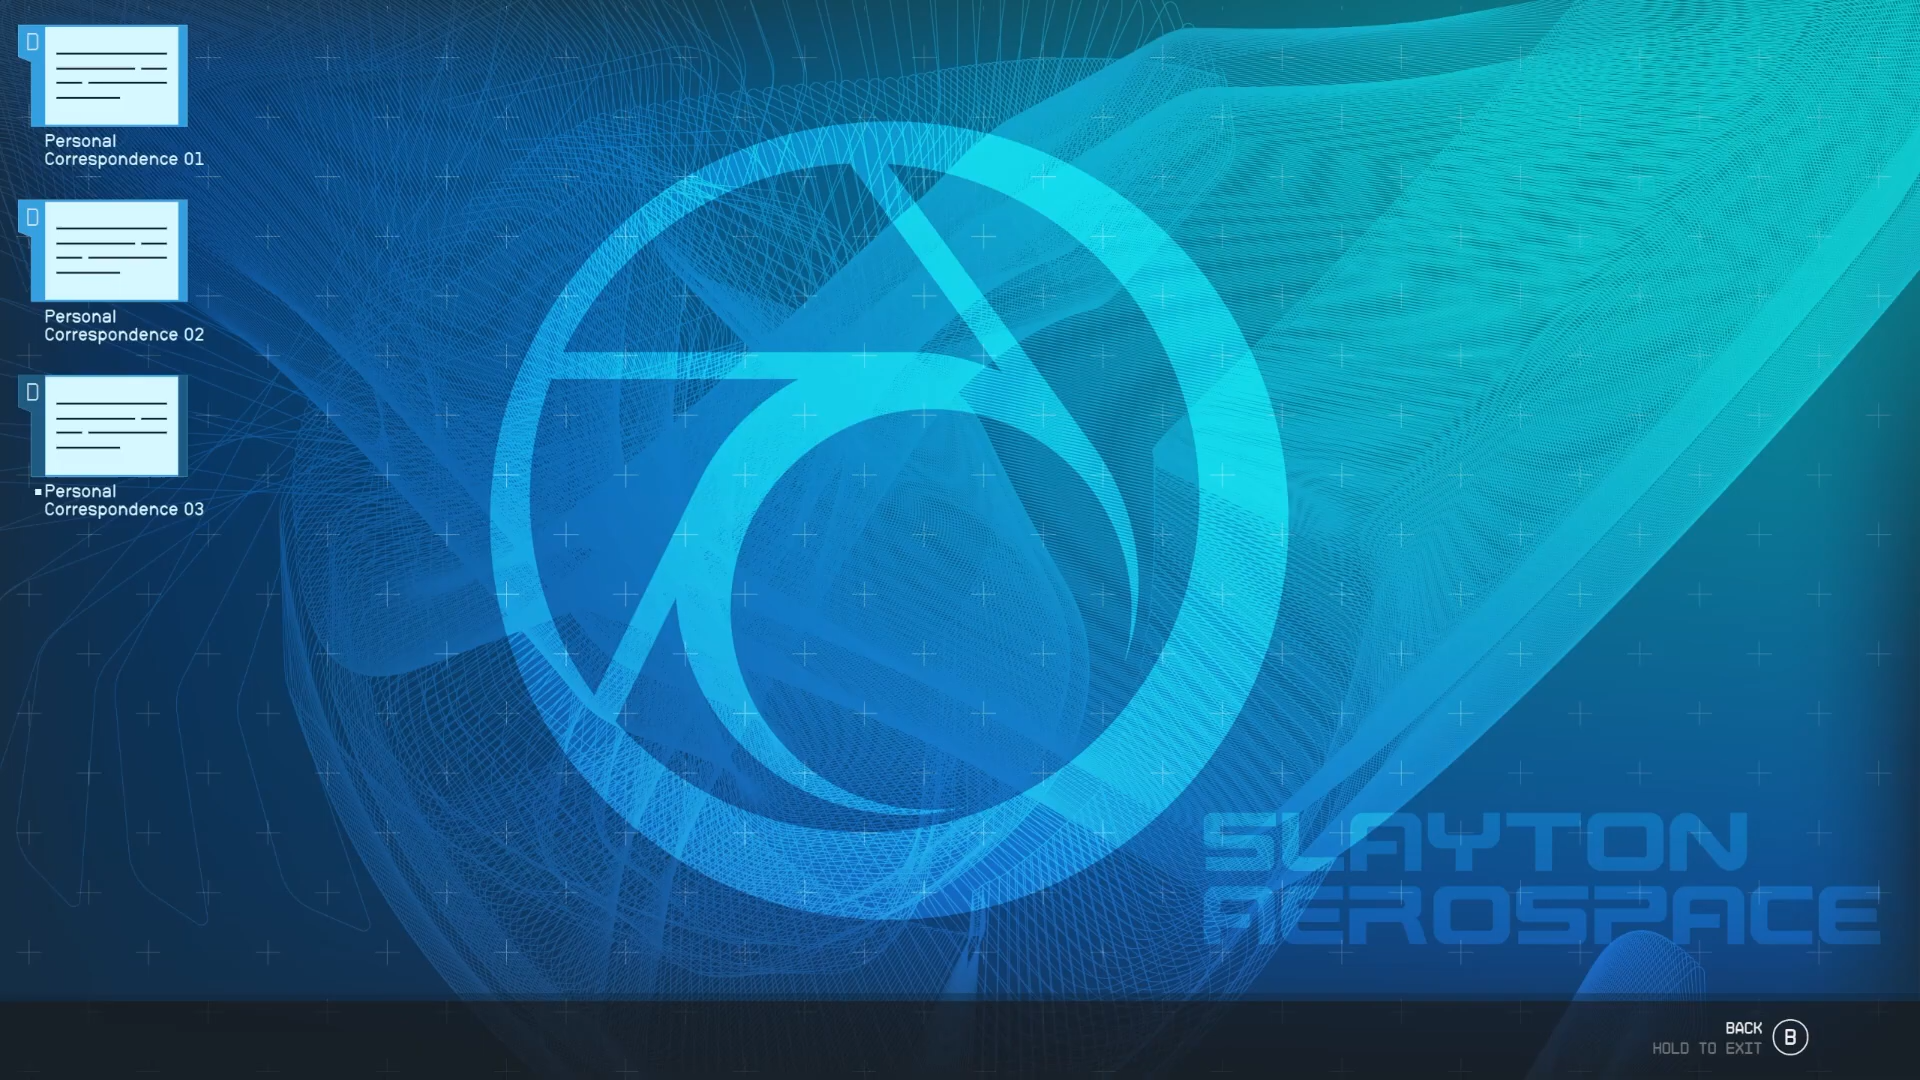 D
Personal
Correspondence 01
D
Personal
Correspondence 02
D
Personal
Correspondence 03
SLAYTON
AEROSPACE
BACK
HOLD TO EXIT
B